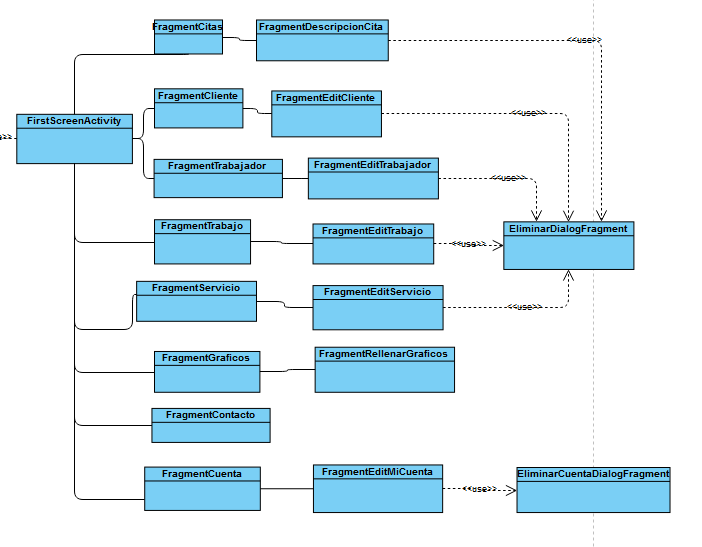 FragmentCitas
FragmentDescripcionCita
<<use>>
FragmentCliente
FragmentEditCliente
<<use>>
FirstScreenActivity
FragmentTrabajador
FragmentEditTrabajador
<<use>>
FragmentTrabajo
FragmentEditTrabajo
<<use>>
EliminarDialogFragment
FragmentServicio
FragmentEditServicio
<<use>>
FragmentGraficos
FragmentRellenarGraficos
FragmentContacto
FragmentCuenta
FragmentEditMiCuenta
<<use>>
EliminarCuentaDialogFragment